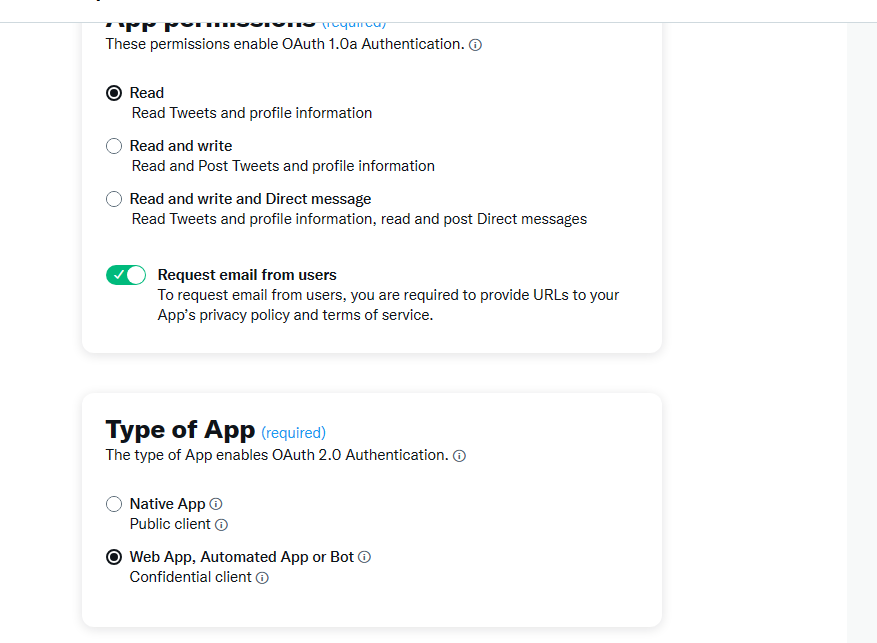 App permissions (required)
These permissions enable OAuth 1.0a Authentication.
Read
Read Tweets and profile information
Read and write
Read and Post Tweets and profile information
Read and write and Direct message
Read Tweets and profile information, read and post Direct messages
Request email from users
To request email from users, you are required to provide URLs to your
App's privacy policy and terms of service.
Type of App (required)
The type of App enables OAuth 2.0 Authentication.
Native App
Public client
Web App, Automated App or Bot
Confidential client